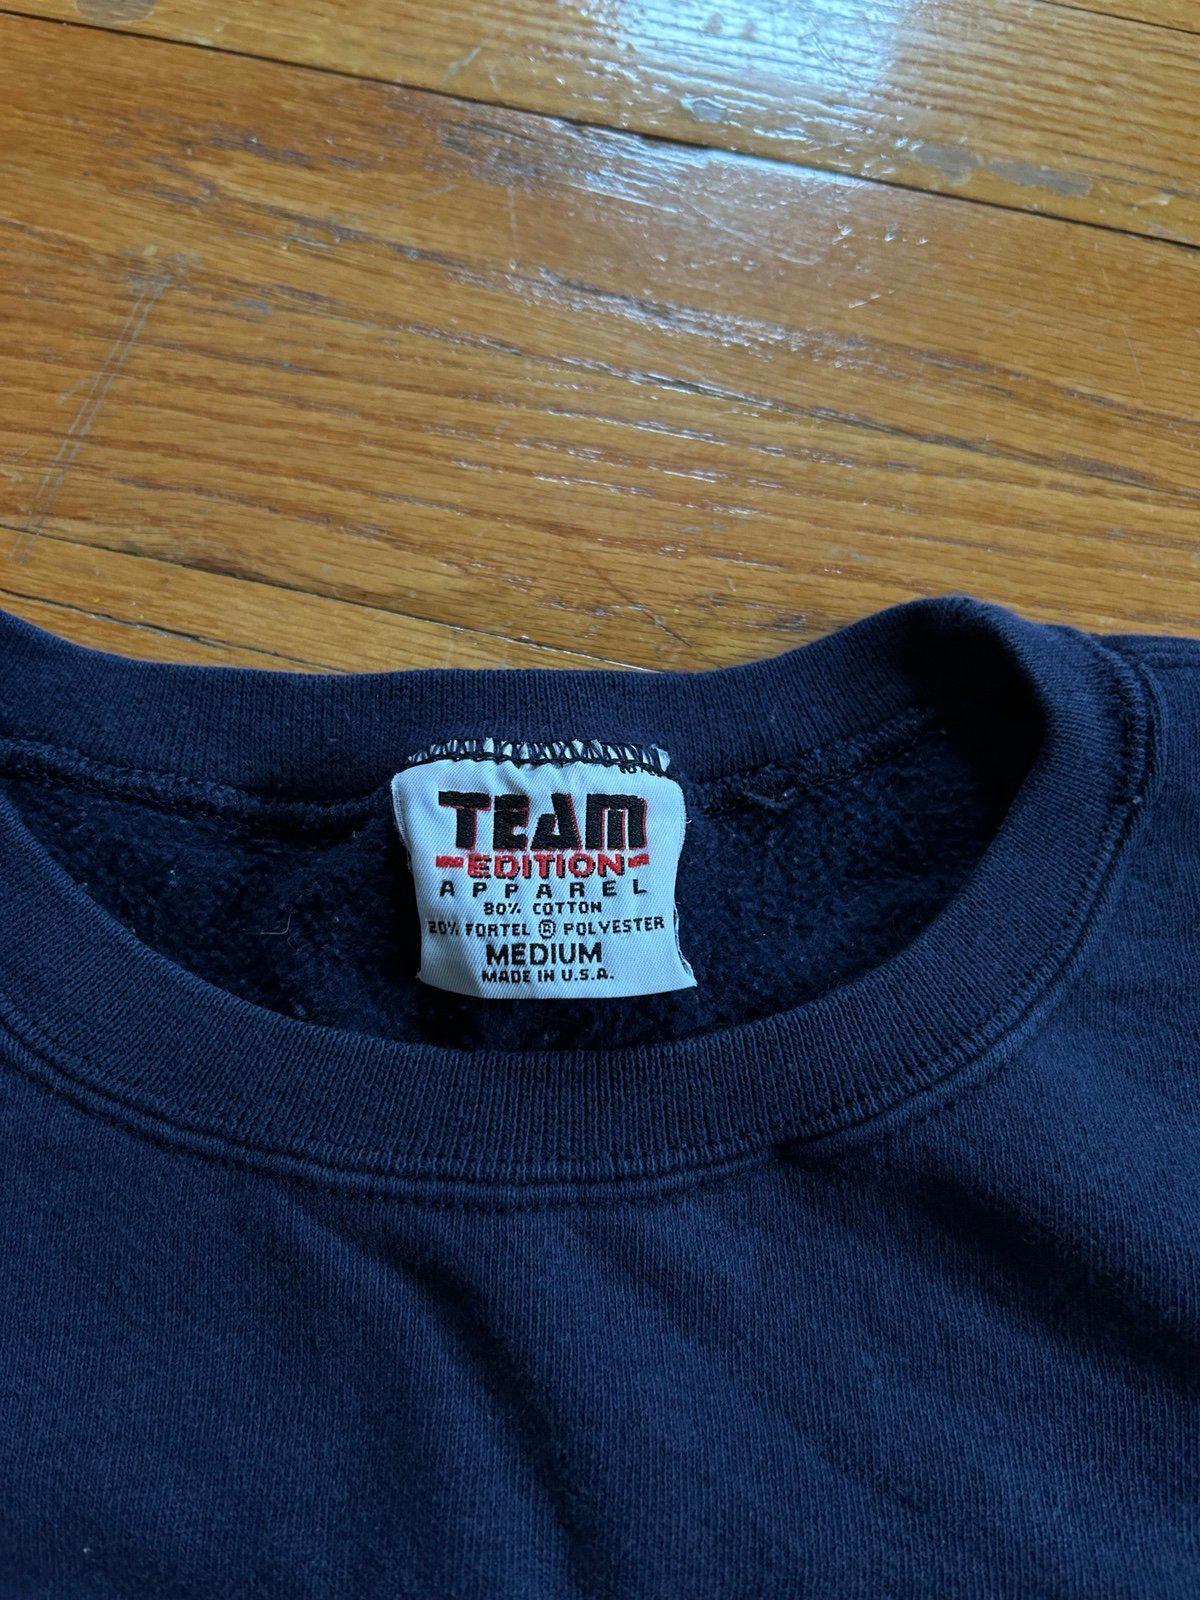 TEAM
EDITION
APPAREL
80% COTTON
20% FORTEL ® POLYESTER
MEDIUM
MADE IN U.S.A.